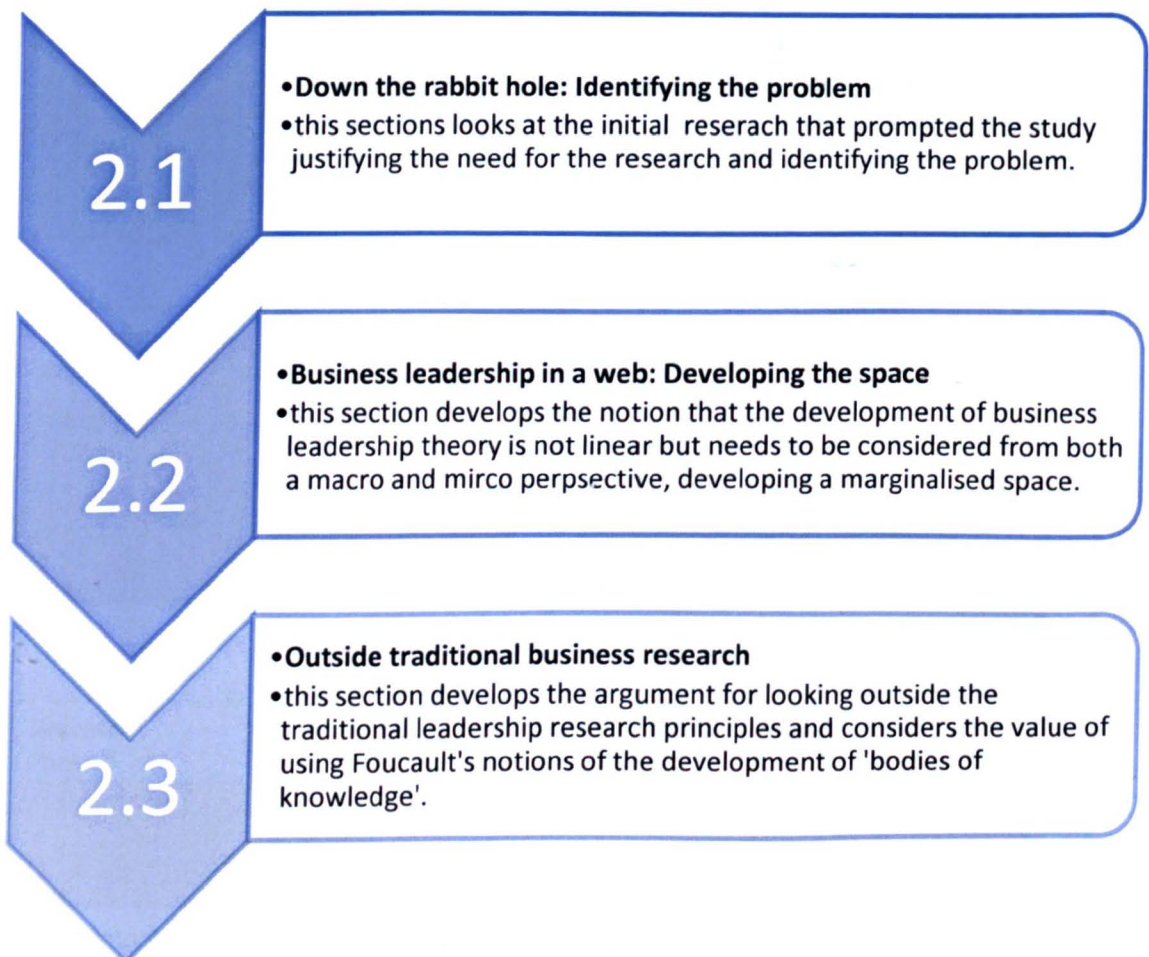 2.1
•Down the rabbit hole: Identifying the problem
•this sections looks at the initial reserach that prompted the study
justifying the need for the research and identifying the problem.
2.2
•Business leadership in a web: Developing the space
•this section develops the notion that the development of business
leadership theory is not linear but needs to be considered from both
a macro and mirco perpsective, developing a marginalised space.
2.3
•Outside traditional business research
•this section develops the argument for looking outside the
traditional leadership research principles and considers the value of
using Foucault's notions of the development of 'bodies of
knowledge'.